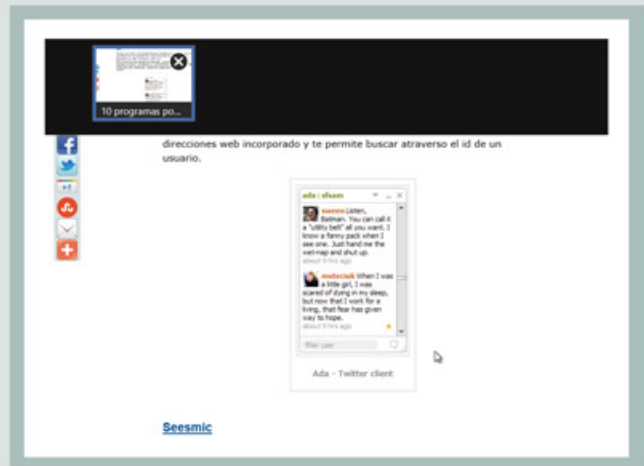 10 programas po...
direcciones web incorporado y te permite buscar atraverso el id de un
usuario.
ada : sham
sween Listen,
Batman. You can call it
a "utility belt" all you want. I
know a fanny pack when I
see one. Just hand me the
wet-nap and shut up.
about 9 hrs ago
When I was
a little girl, I was
scared of dying in my sleep,
but now that I work for a
living, that fear has given
way to hope.
about 9 hrs ago
filter user
Ada - Twitter client
Seesmic